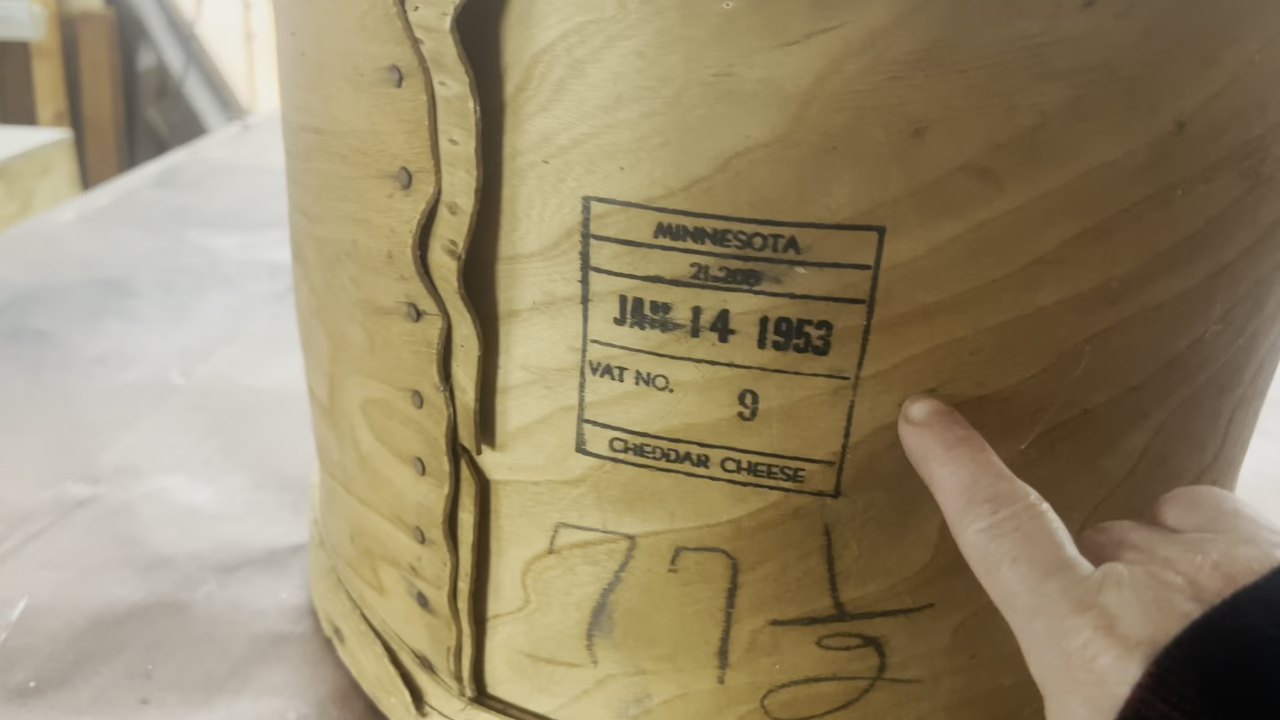 MINNESOTA
JAN 14 1953
VAT NO. 9
CHEDDAR CHEESE
77 1/2